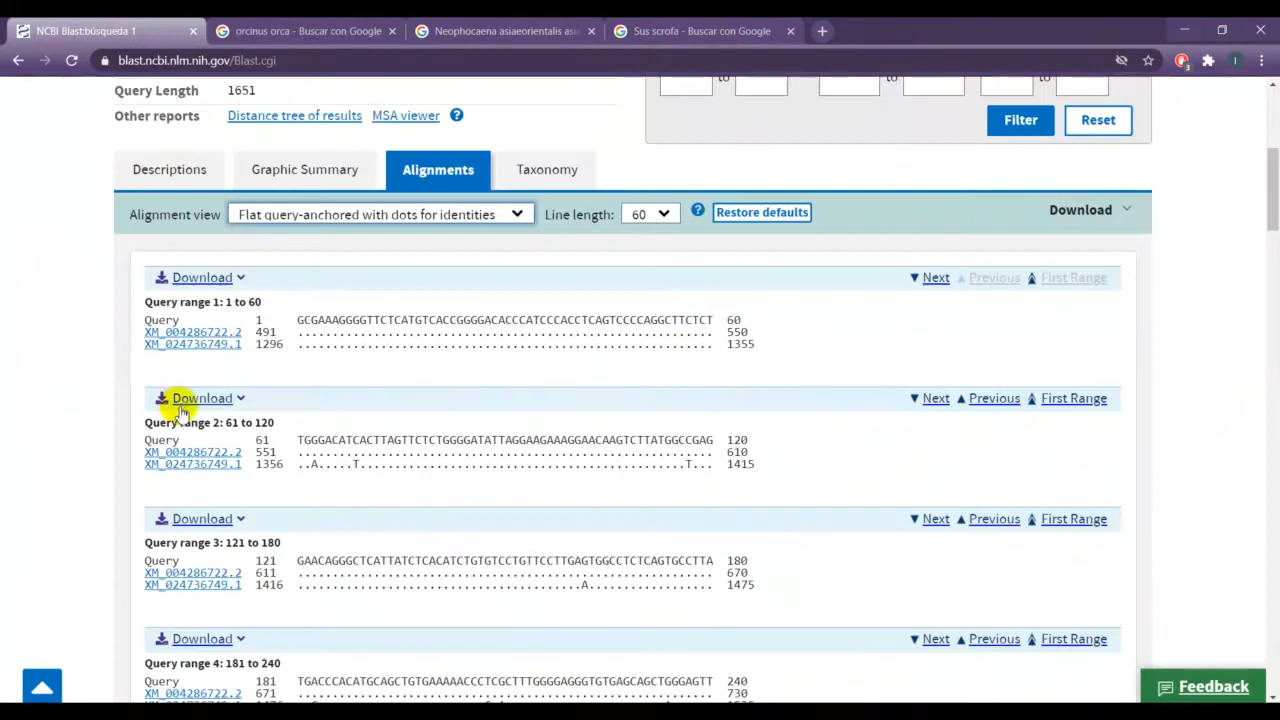 NCBI Blast:búsqueda 1
orcinus orca - Buscar con Google
Neophocaena asiaeorientalis asia
Sus scrofa - Buscar con Google
blast.ncbi.nlm.nih.gov/Blast.cgi
3
I
to to to
Query Length 1651
Other reports Distance tree of results MSA viewer ?
Filter Reset
Descriptions Graphic Summary Alignments Taxonomy
Alignment view Flat query-anchored with dots for identities Line length: 60 ? Restore defaults Download
Download Next Previous First Range
Query range 1: 1 to 60
Query 1 GCGAAAGGGGTTCTCATGTCACCGGGGACACCCATCCCACCTCAGTCCCCAGGCTTCTCT 60
XM_004286722.2 491 ............................................................ 550
XM_024736749.1 1296 ............................................................ 1355
Download Next Previous First Range
Query range 2: 61 to 120
Query 61 TGGGACATCACTTAGTTCTCTGGGGATATTAGGAAGAAAGGAACAAGTCTTATGGCCGAG 120
XM_004286722.2 551 ............................................................ 610
XM_024736749.1 1356 ..A.....T...............................................T... 1415
Download Next Previous First Range
Query range 3: 121 to 180
Query 121 GAACAGGGCTCATTATCTCACATCTGTGTCCTGTTCCTTGAGTGGCCTCTCAGTGCCTTA 180
XM_004286722.2 611 ............................................................ 670
XM_024736749.1 1416 .........................................A.................. 1475
Download Next Previous First Range
Query range 4: 181 to 240
Query 181 TGACCCACATGCAGCTGTGAAAAACCCTCGCTTTGGGGAGGGTGTGAGCAGCTGGGAGTT 240
XM_004286722.2 671 ............................................................ 730
Feedback